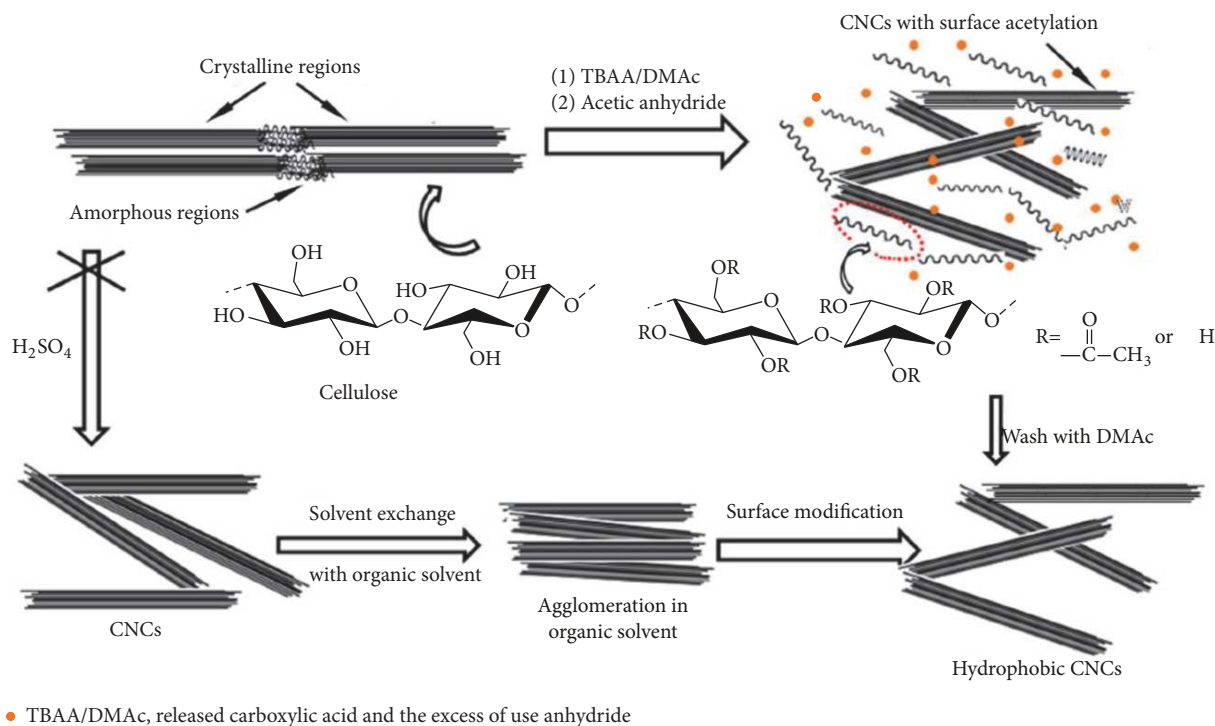 CNCs with surface acetylation
Crystalline regions
(1) TBAA/DMAc
(2) Acetic anhydride
Amorphous regions
OH
OH
HO
HO
O
O
O
O
OH
OH
OH
Cellulose
OR
OR
RO
RO
O
O
O
O
OR
OR
OR
R= O
C CH₃ or H
H₂SO₄
Wash with DMAc
Solvent exchange
with organic solvent
Surface modification
CNCs
Agglomeration in
organic solvent
Hydrophobic CNCs
TBAA/DMAc, released carboxylic acid and the excess of use anhydride